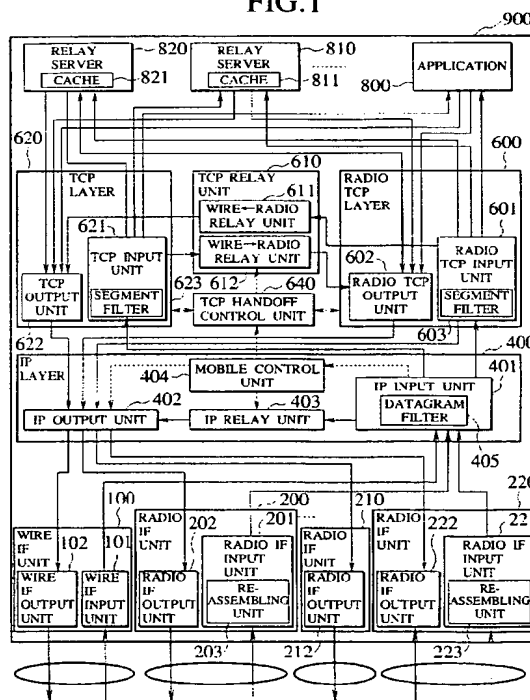 FIG.1
900
RELAY
SERVER
CACHE
820
821
RELAY
SERVER
CACHE
810
811
APPLICATION
800
620
610
600
TCP
LAYER
TCP RELAY
UNIT
611
WIRE←RADIO
RELAY UNIT
WIRE→RADIO
RELAY UNIT
612
RADIO
TCP
LAYER
601
621
TCP INPUT
UNIT
SEGMENT
FILTER
623
TCP
OUTPUT
UNIT
622
640
TCP HANDOFF
CONTROL UNIT
602
RADIO TCP
OUTPUT
UNIT
RADIO
TCP INPUT
UNIT
SEGMENT
FILTER
603
400
IP
LAYER
404
MOBILE CONTROL
UNIT
401
IP INPUT UNIT
DATAGRAM
FILTER
405
IP OUTPUT UNIT
402
IP RELAY UNIT
403
100
WIRE
IF UNIT
102
101
WIRE
IF
OUTPUT
UNIT
WIRE
IF INPUT
UNIT
200
RADIO
IF
UNIT
202
201
RADIO
IF
OUTPUT
UNIT
RADIO IF
INPUT
UNIT
RE-
ASSEMBLING
UNIT
203
210
RADIO
IF
UNIT
RADIO
IF
OUTPUT
UNIT
212
220
RADIO
IF
UNIT
222
RADIO
IF
OUTPUT
UNIT
RADIO IF
INPUT
UNIT
RE-
ASSEMBLING
UNIT
223